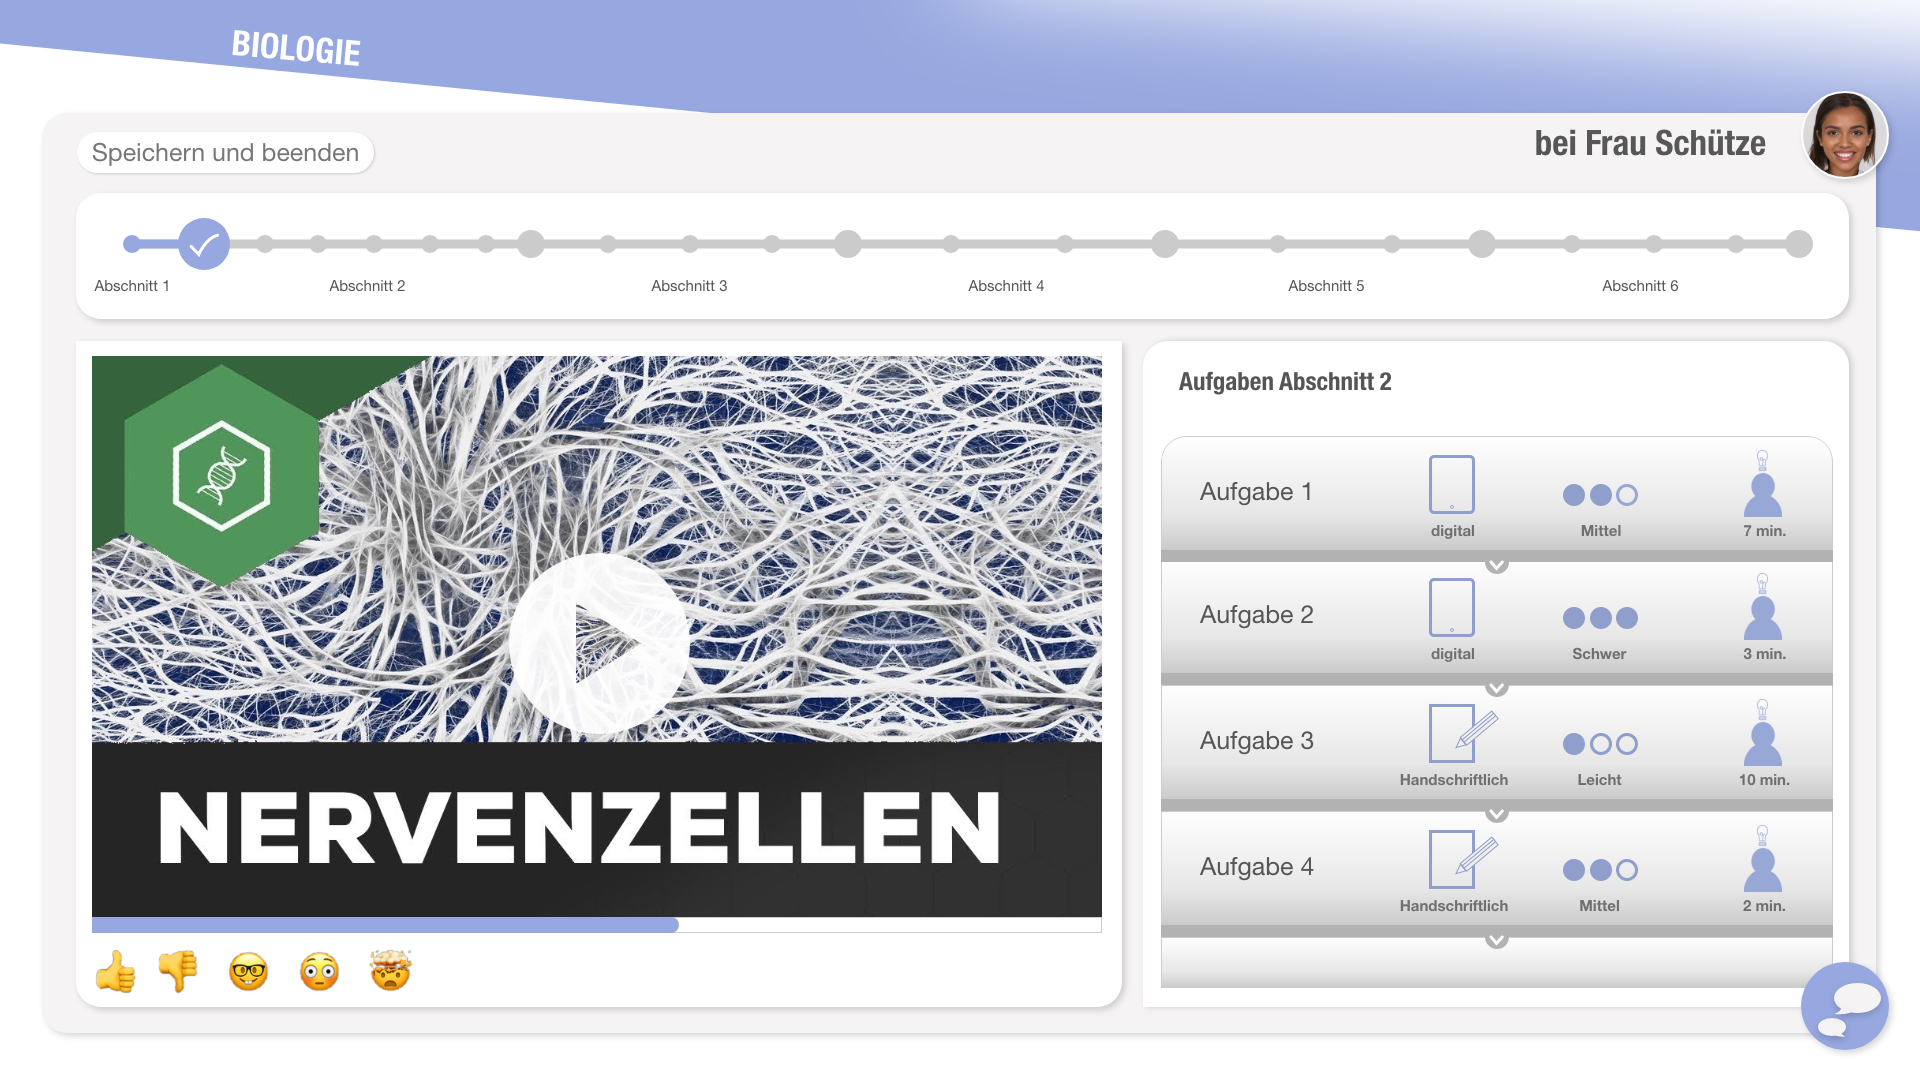 BIOLOGIE
Speichern und beenden
bei Frau Schütze
Abschnitt 1
Abschnitt 2
Abschnitt 3
Abschnitt 4
Abschnitt 5
Abschnitt 6
NERVENZELLEN
Aufgaben Abschnitt 2
Aufgabe 1
digital
Mittel
7 min.
Aufgabe 2
digital
Schwer
3 min.
Aufgabe 3
Handschriftlich
Leicht
10 min.
Aufgabe 4
Handschriftlich
Mittel
2 min.